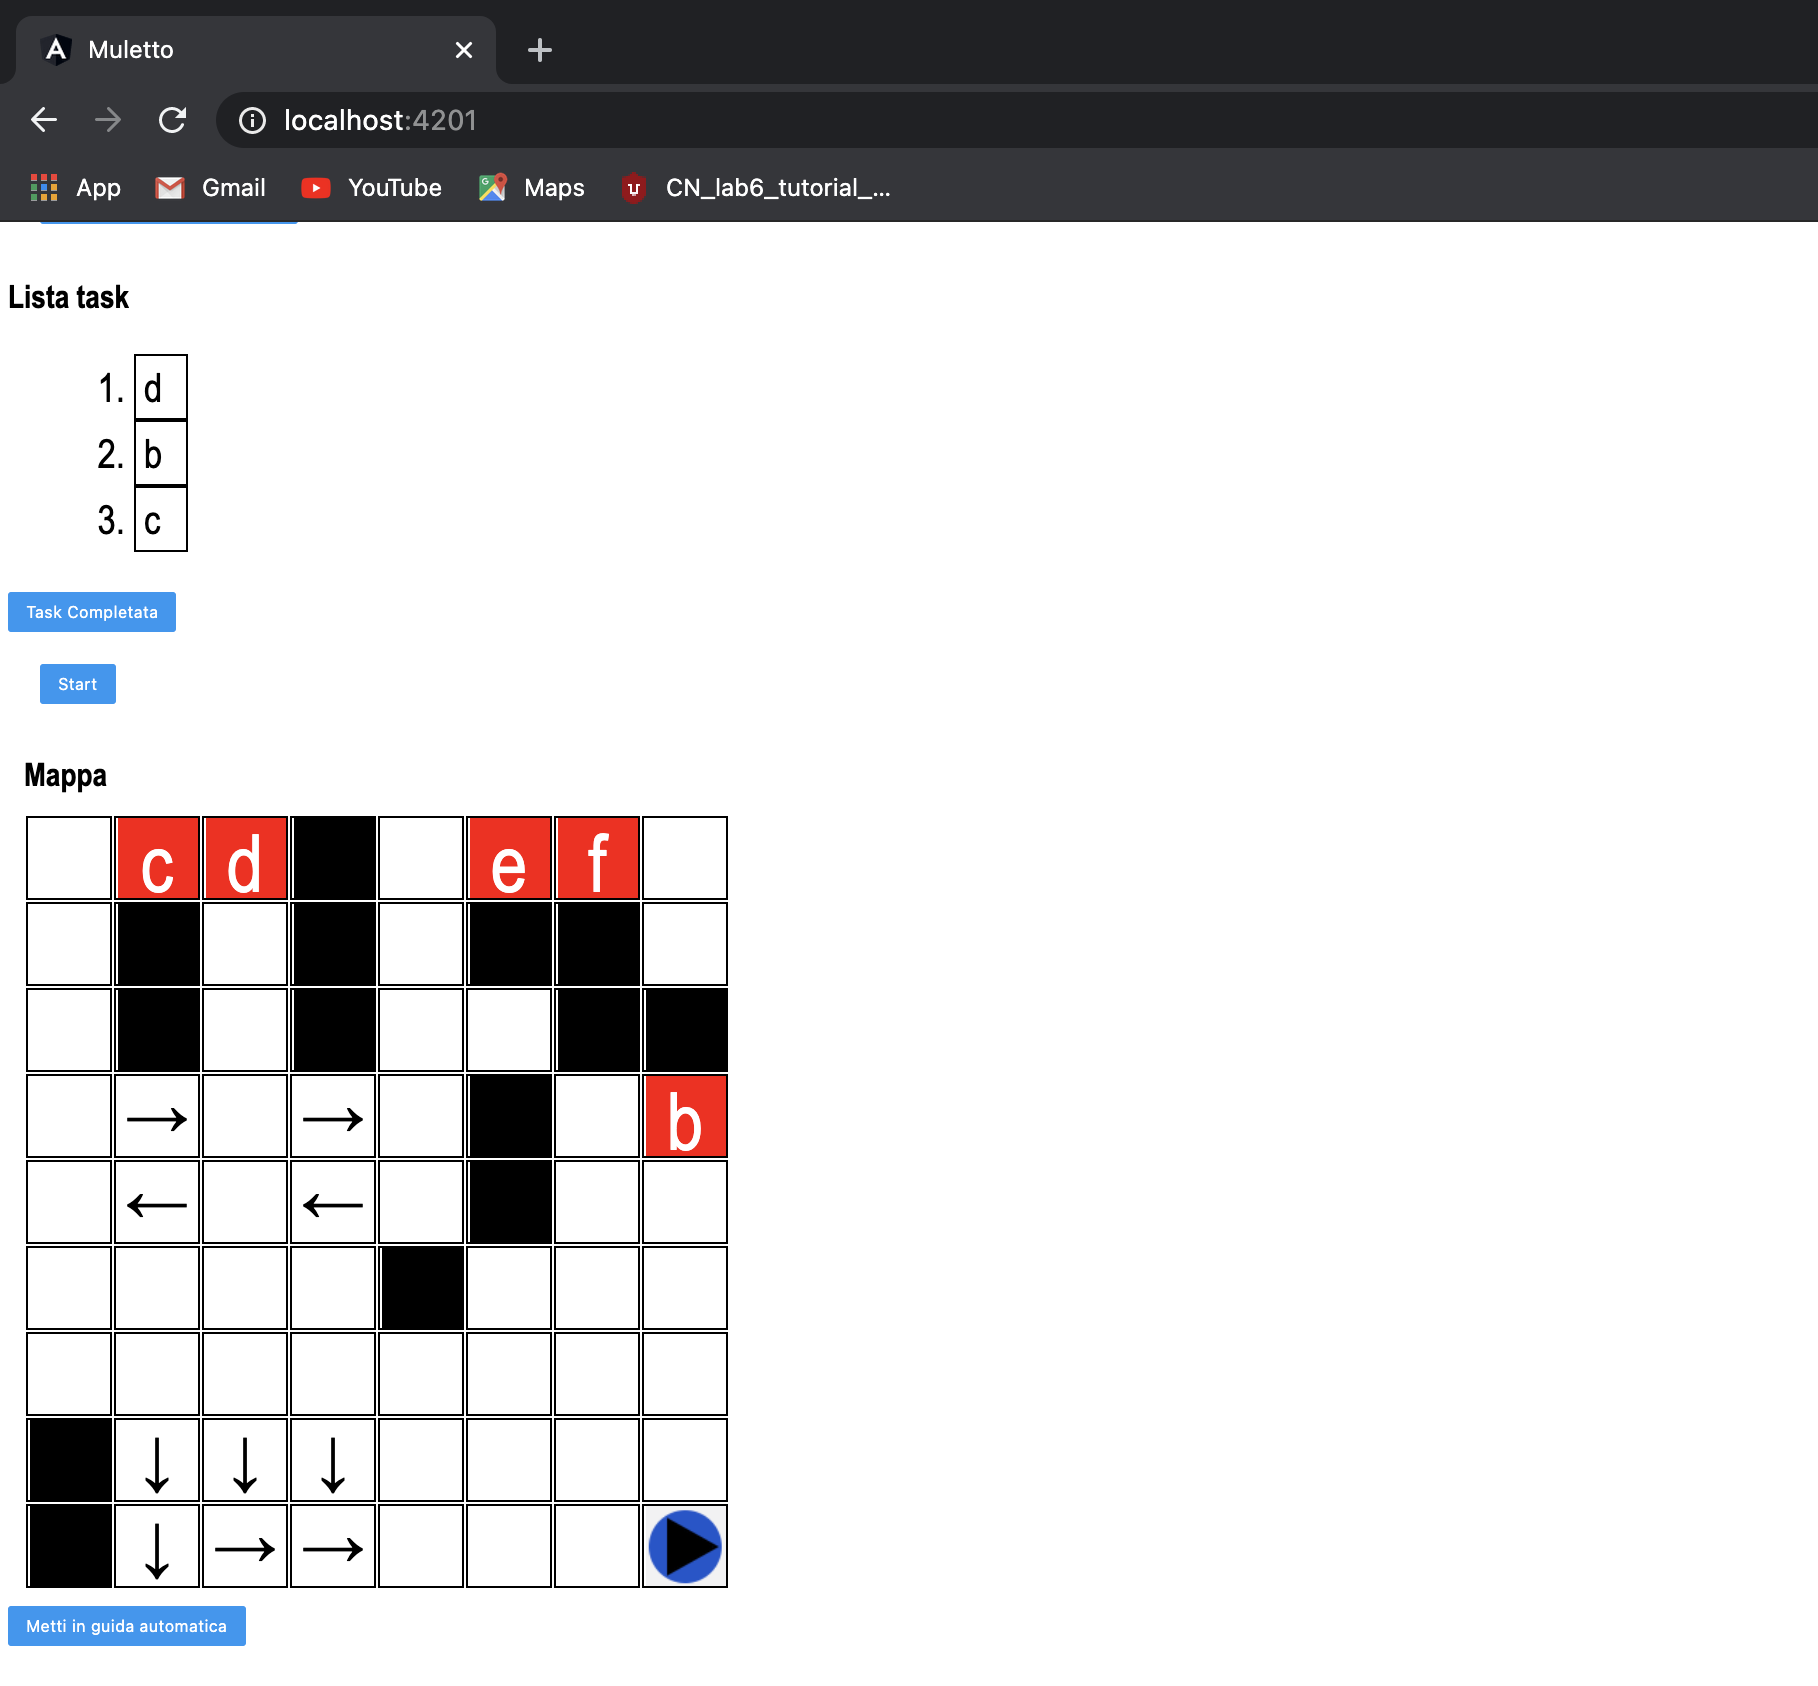 Muletto
localhost:4201
App Gmail YouTube Maps CN_lab6_tutorial_...
Lista task
1. d
2. b
3. c
Task Completata
Start
Mappa
c d e f
→ → b
← ←
↓ ↓ ↓
↓ → →
Metti in guida automatica